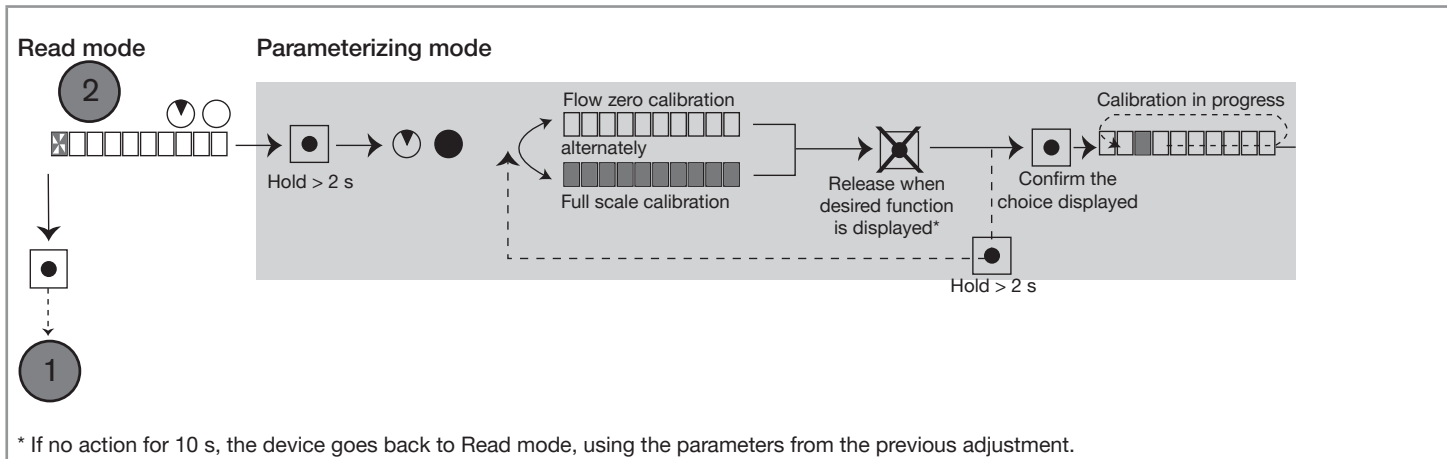 Read mode
Parameterizing mode
2
Flow zero calibration
alternately
Full scale calibration
Hold > 2 s
Release when
desired function
is displayed*
Confirm the
choice displayed
Calibration in progress
Hold > 2 s
1
* If no action for 10 s, the device goes back to Read mode, using the parameters from the previous adjustment.